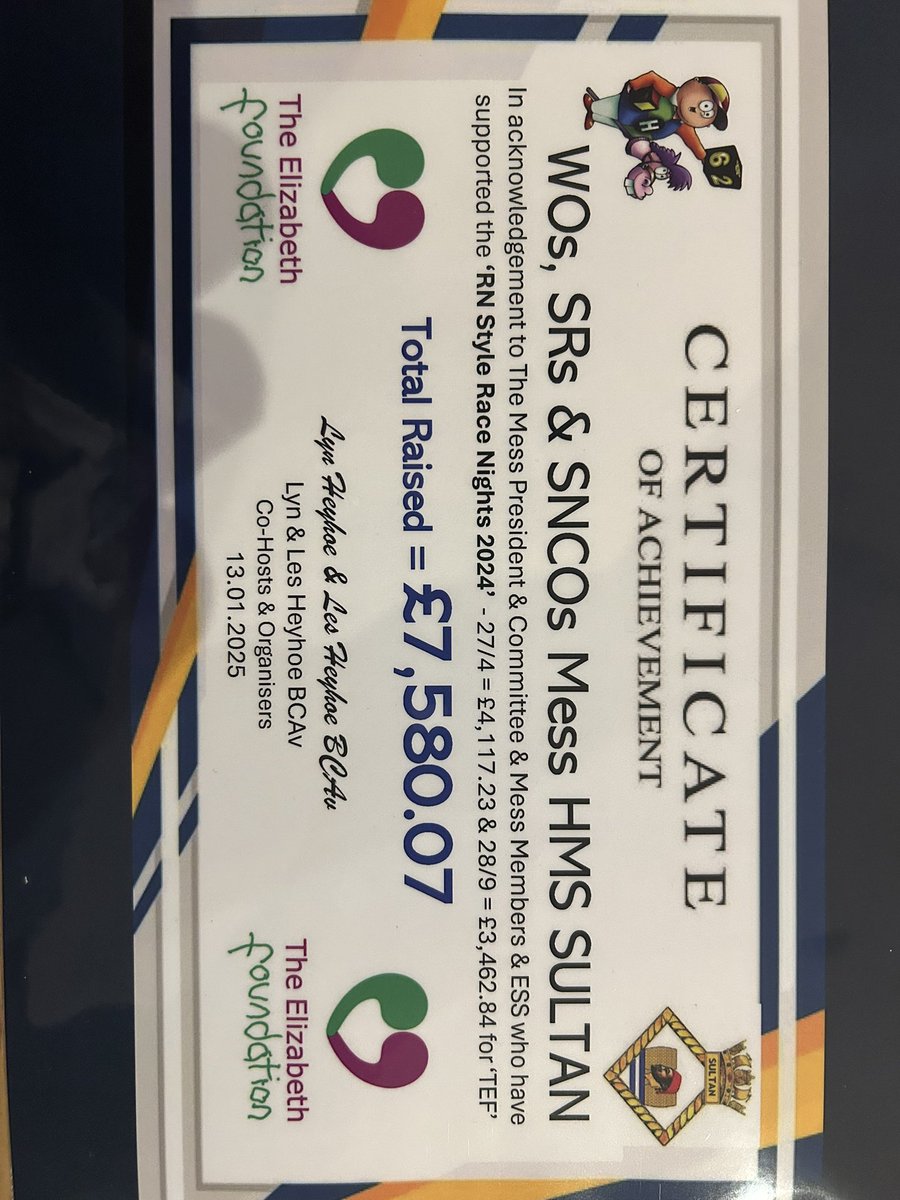 CERTIFICATE
OF ACHIEVEMENT
6 2
H
SULTAN
WOs, SRs & SNCOs Mess HMS SULTAN
In acknowledgement to The Mess President & Committee & Mess Members & ESS who have
supported the ‘RN Style Race Nights 2024’ - 27/4 = £4,117.23 & 28/9 = £3,462.84 for ‘TEF’
Total Raised = £7,580.07
The Elizabeth
foundation
Lyn Heyhoe & Les Heyhoe BCAv
Lyn & Les Heyhoe BCAv
Co-Hosts & Organisers
13.01.2025
The Elizabeth
foundation